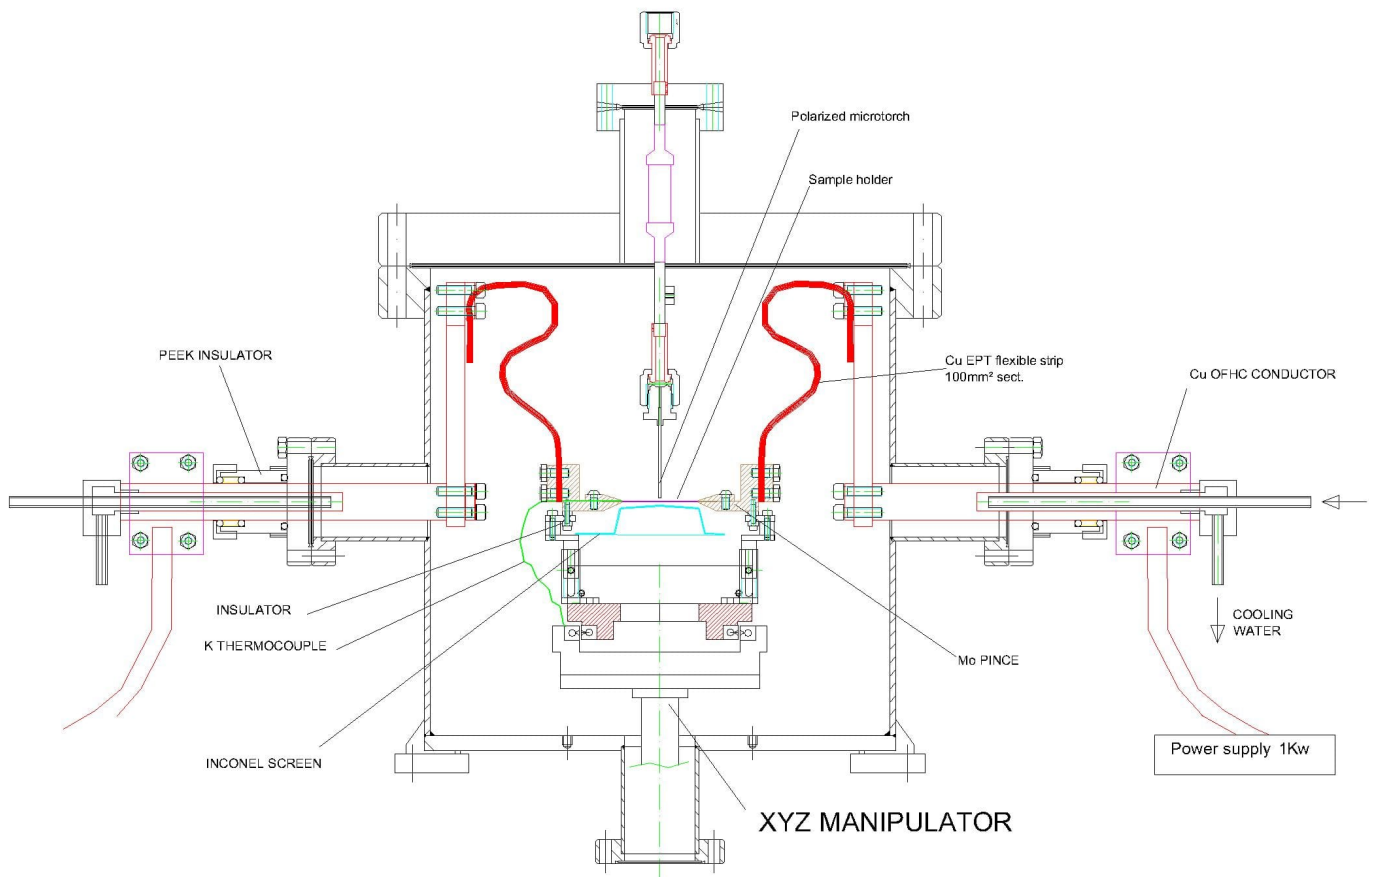 Polarized microtorch
Sample holder
PEEK INSULATOR
Cu EPT flexible strip
100mm² sect.
Cu OFHC CONDUCTOR
INSULATOR
K THERMOCOUPLE
COOLING
WATER
Mo PINCE
INCONEL SCREEN
Power supply 1Kw
XYZ MANIPULATOR